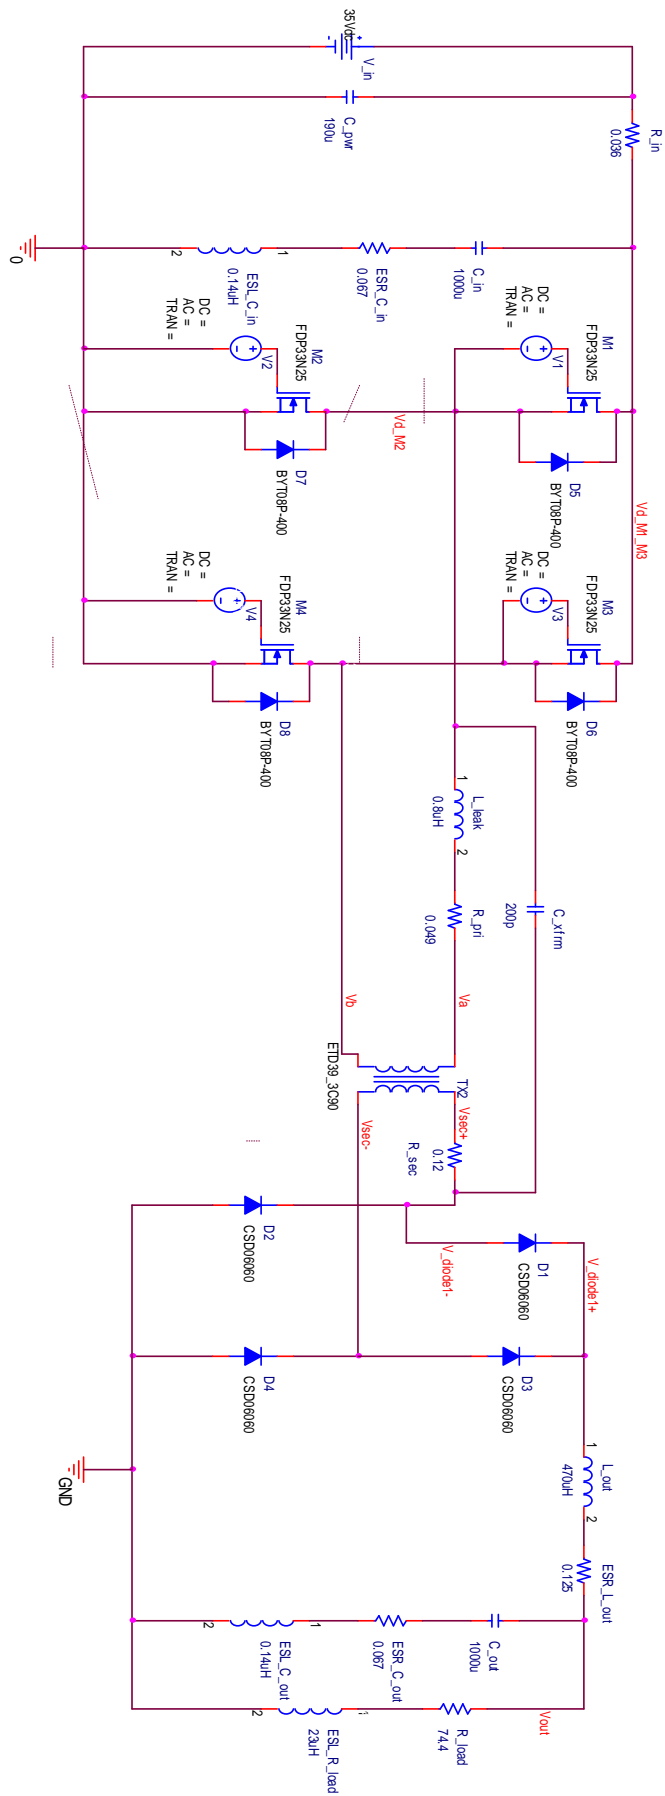 35Vdc
V_in
C_pwr
190u
R_in
0.036
0
C_in
1000u
ESR_C_in
0.067
1
2
ESL_C_in
0.14uH
M1
FDP33N25
V1
DC =
AC =
TRAN =
D5
BYT08P-400
M2
FDP33N25
V2
DC =
AC =
TRAN =
D7
BYT08P-400
Vd_M2
Vd_M1_M3
M3
FDP33N25
V3
DC =
AC =
TRAN =
D6
BYT08P-400
M4
FDP33N25
V4
DC =
AC =
TRAN =
D8
BYT08P-400
1
L_leak
2
0.8uH
C_xfrm
200p
R_pri
0.049
Va
Vb
TX2
ETD39_3C90
Vsec+
Vsec-
R_sec
0.12
D2
CSD06060
D1
CSD06060
V_diode1-
V_diode1+
D4
CSD06060
D3
CSD06060
GND
1
L_out
2
470uH
ESR_L_out
0.125
C_out
1000u
ESR_C_out
0.067
1
2
ESL_C_out
0.14uH
Vout
R_load
74.4
1
2
ESL_R_load
23uH